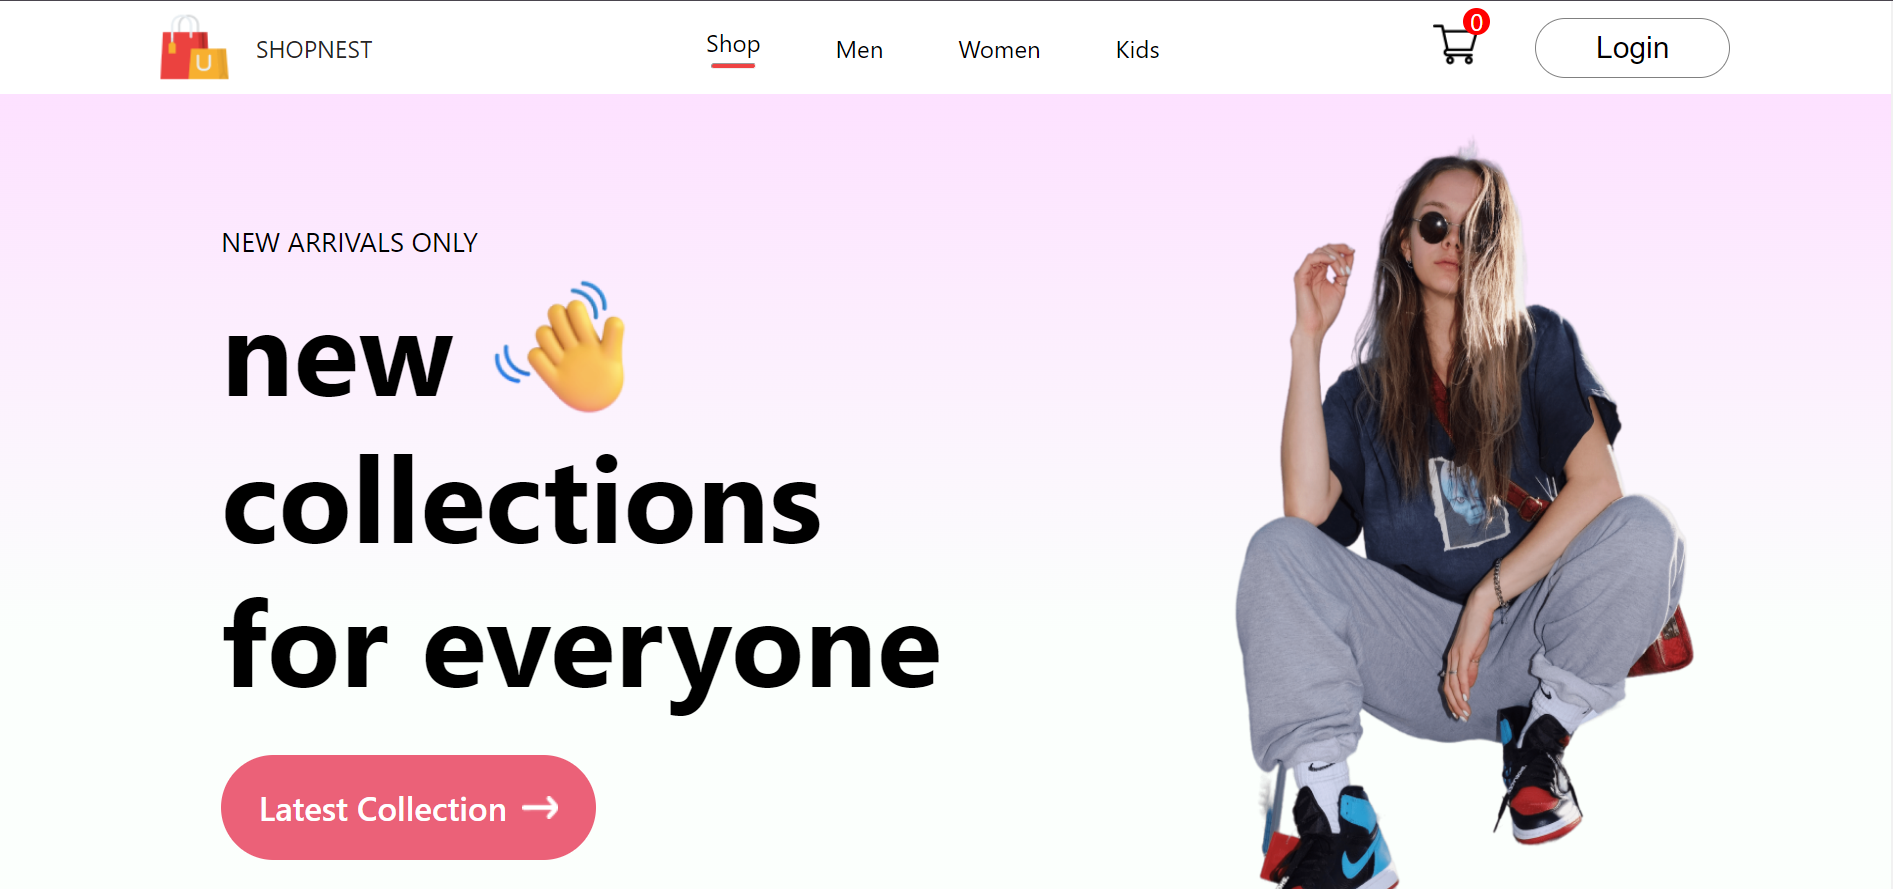 U
SHOPNEST
Shop
Men
Women
Kids
0
Login
NEW ARRIVALS ONLY
new
collections
for everyone
Latest Collection